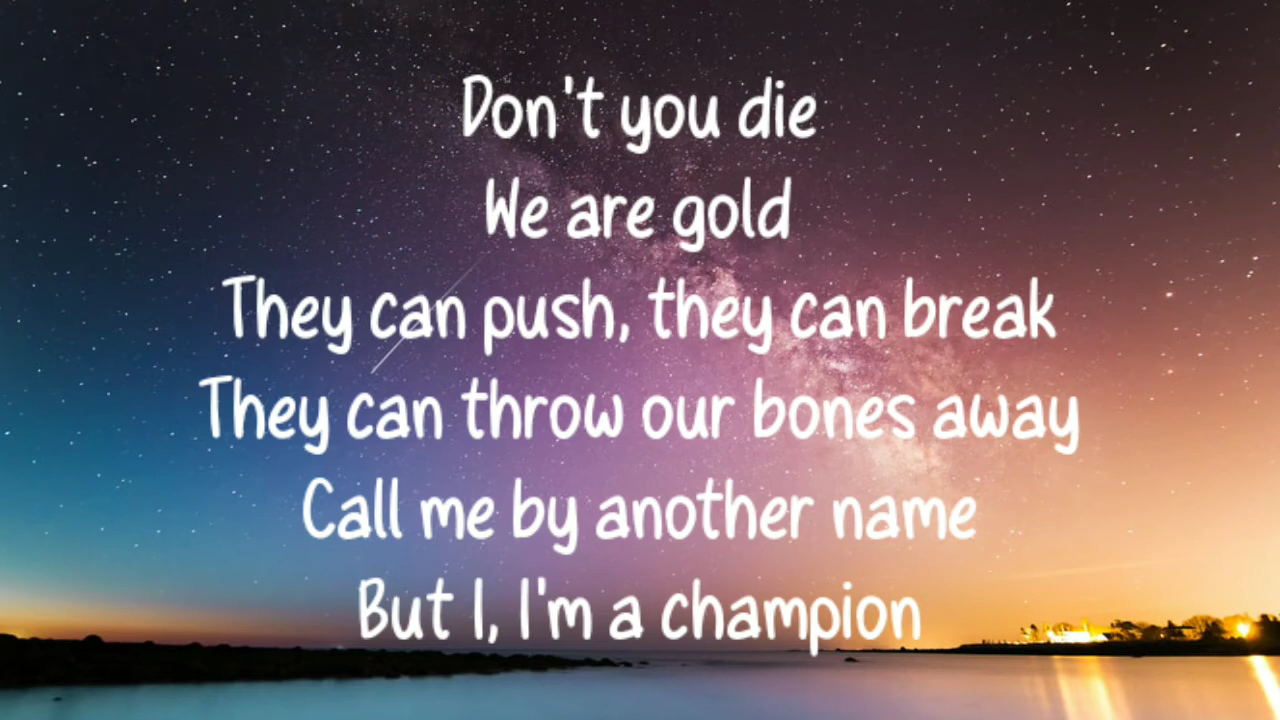 Don't you die
We are gold
They can push, they can break
They can throw our bones away
Call me by another name
But I, I'm a champion